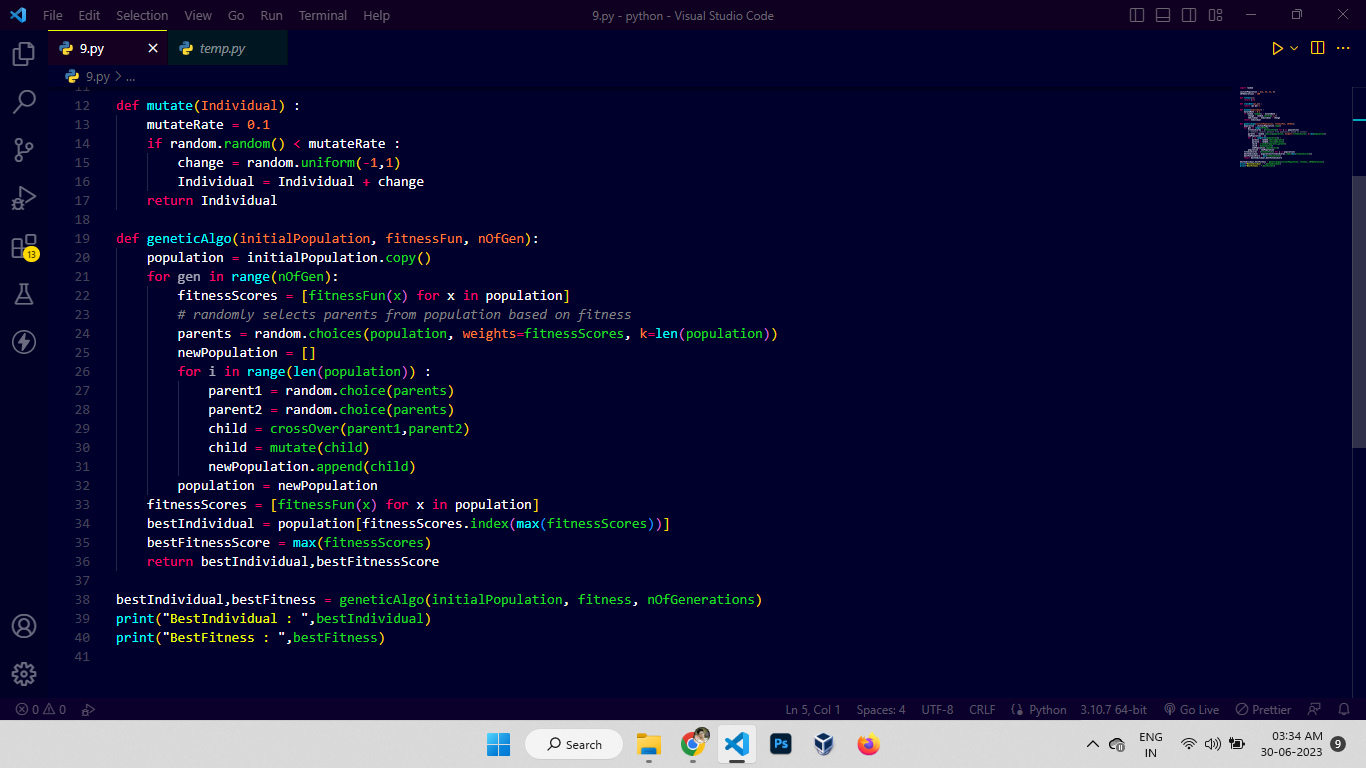 File Edit Selection View Go Run Terminal Help 9.py - python - Visual Studio Code
9.py temp.py
9.py > ...
11
12 def mutate(Individual) :
13     mutateRate = 0.1
14     if random.random() < mutateRate :
15         change = random.uniform(-1,1)
16         Individual = Individual + change
17     return Individual
18
19 def geneticAlgo(initialPopulation, fitnessFun, nOfGen):
20     population = initialPopulation.copy()
21     for gen in range(nOfGen):
22         fitnessScores = [fitnessFun(x) for x in population]
23         # randomly selects parents from population based on fitness
24         parents = random.choices(population, weights=fitnessScores, k=len(population))
25         newPopulation = []
26         for i in range(len(population)) :
27             parent1 = random.choice(parents)
28             parent2 = random.choice(parents)
29             child = crossOver(parent1,parent2)
30             child = mutate(child)
31             newPopulation.append(child)
32         population = newPopulation
33     fitnessScores = [fitnessFun(x) for x in population]
34     bestIndividual = population[fitnessScores.index(max(fitnessScores))]
35     bestFitnessScore = max(fitnessScores)
36     return bestIndividual,bestFitnessScore
37
38 bestIndividual,bestFitness = geneticAlgo(initialPopulation, fitness, nOfGenerations)
39 print("BestIndividual : ",bestIndividual)
40 print("BestFitness : ",bestFitness)
41
13
0 0 Ln 5, Col 1 Spaces: 4 UTF-8 CRLF Python 3.10.7 64-bit Go Live Prettier
Search Ps ENG IN 03:34 AM 30-06-2023 9